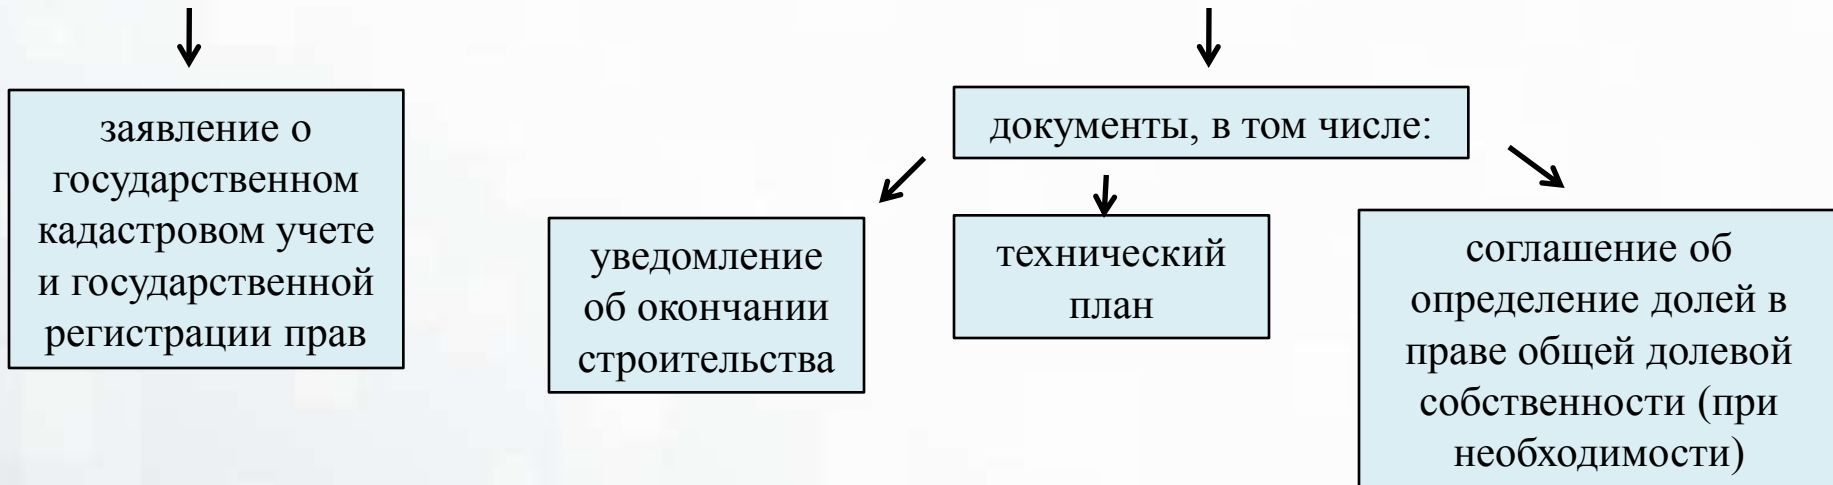 заявление о
государственном
кадастровом учете
и государственной
регистрации прав
документы, в том числе:
уведомление
об окончании
строительства
технический
план
соглашение об
определение долей в
праве общей долевой
собственности (при
необходимости)